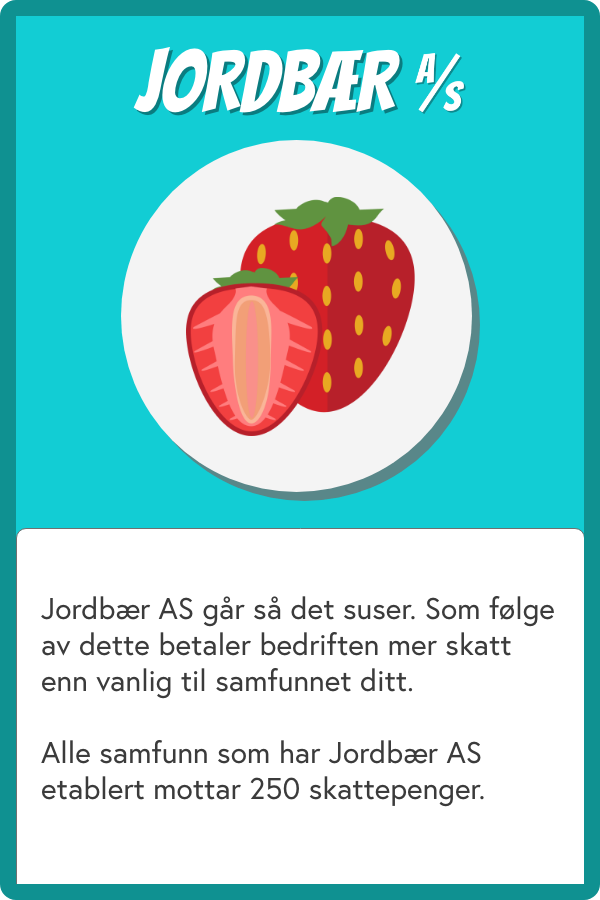 JORDBÆR A/S
Jordbær AS går så det suser. Som følge
av dette betaler bedriften mer skatt
enn vanlig til samfunnet ditt.
Alle samfunn som har Jordbær AS
etablert mottar 250 skattepenger.